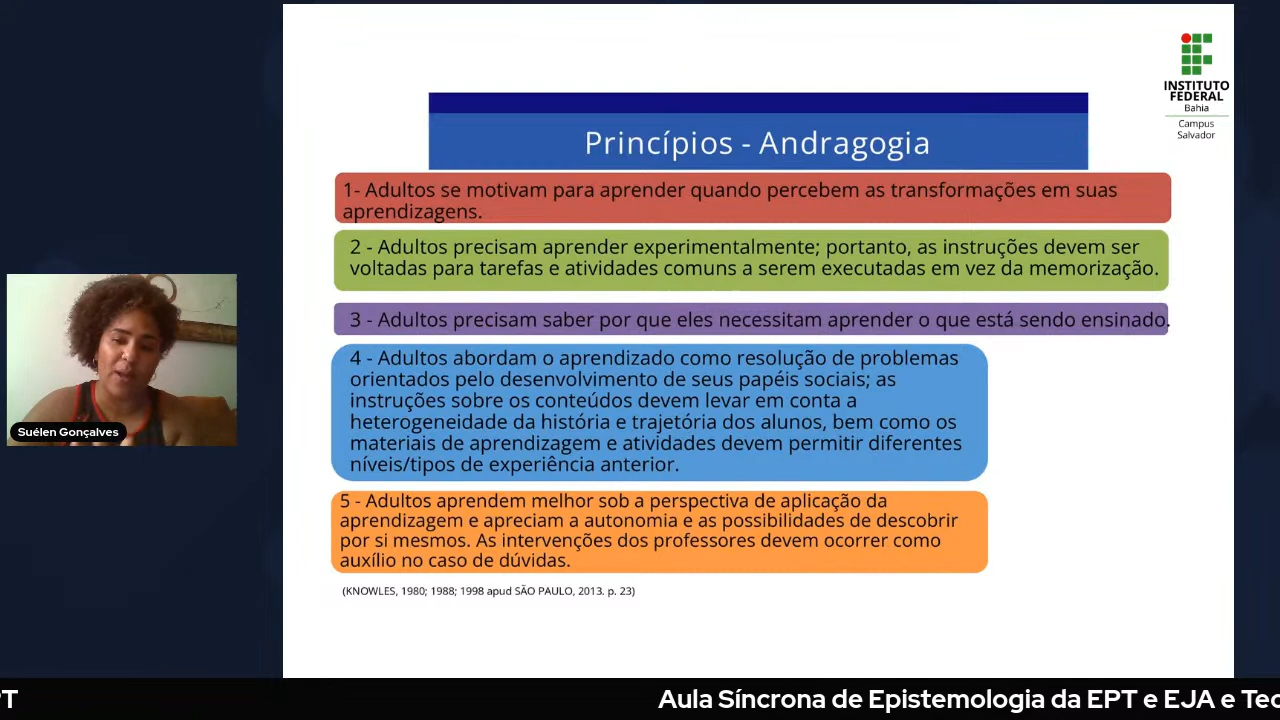 INSTITUTO
FEDERAL
Bahia
Campus
Salvador
Princípios - Andragogia
1- Adultos se motivam para aprender quando percebem as transformações em suas
aprendizagens.
2 - Adultos precisam aprender experimentalmente; portanto, as instruções devem ser
voltadas para tarefas e atividades comuns a serem executadas em vez da memorização.
3 - Adultos precisam saber por que eles necessitam aprender o que está sendo ensinado.
4 - Adultos abordam o aprendizado como resolução de problemas
orientados pelo desenvolvimento de seus papéis sociais; as
instruções sobre os conteúdos devem levar em conta a
heterogeneidade da história e trajetória dos alunos, bem como os
materiais de aprendizagem e atividades devem permitir diferentes
níveis/tipos de experiência anterior.
5 - Adultos aprendem melhor sob a perspectiva de aplicação da
aprendizagem e apreciam a autonomia e as possibilidades de descobrir
por si mesmos. As intervenções dos professores devem ocorrer como
auxílio no caso de dúvidas.
(KNOWLES, 1980; 1988; 1998 apud SÃO PAULO, 2013. p. 23)
Suélen Gonçalves
PT Aula Síncrona de Epistemologia da EPT e EJA e Tec